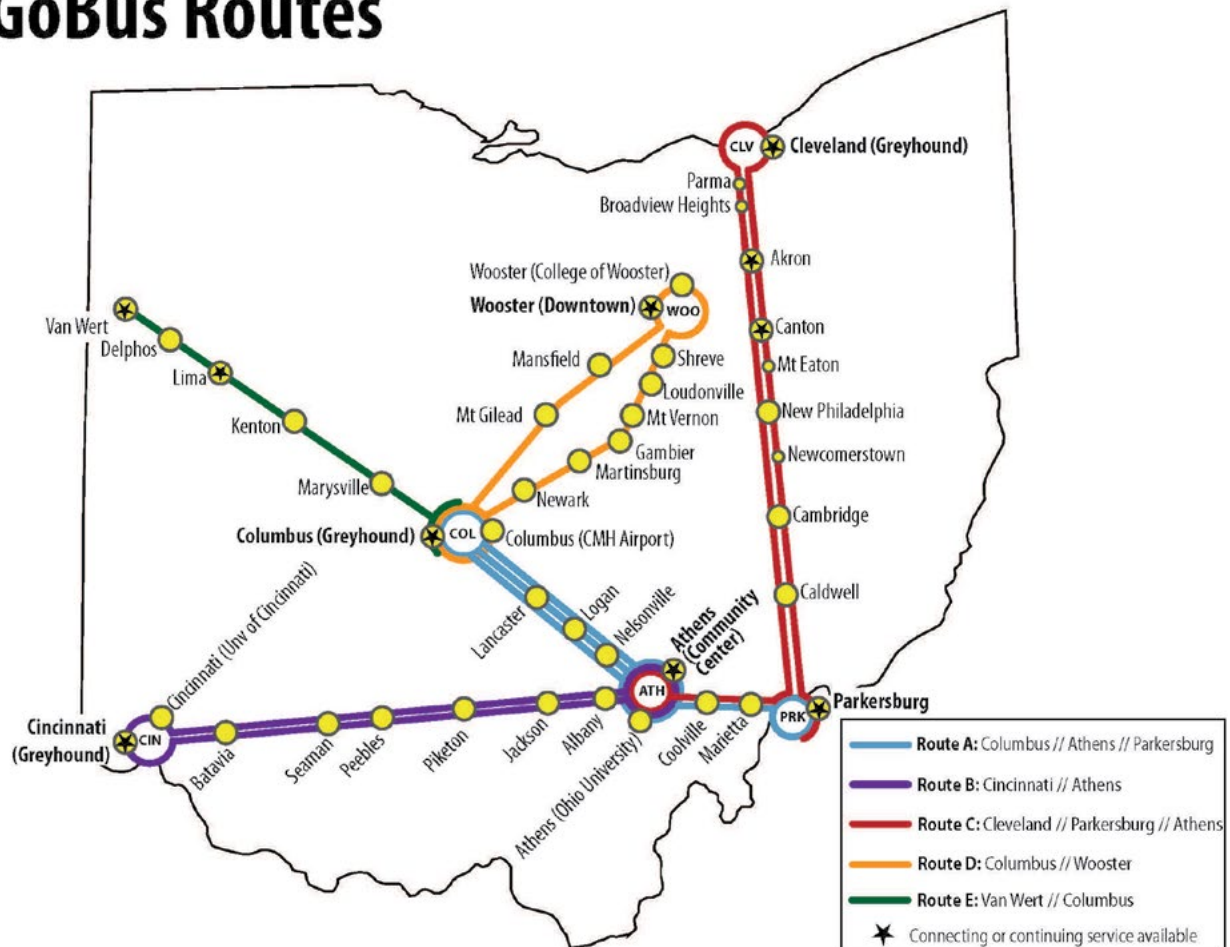 GoBus Routes
CLV
Cleveland (Greyhound)
Parma
Broadview Heights
Akron
Wooster (College of Wooster)
Wooster (Downtown)
WOO
Van Wert
Delphos
Lima
Canton
Mansfield
Shreve
Mt Eaton
Loudonville
Mt Gilead
Mt Vernon
New Philadelphia
Kenton
Gambier
Newcomerstown
Martinsburg
Marysville
Newark
Cambridge
Columbus (Greyhound)
COL
Columbus (CMH Airport)
Caldwell
Lancaster
Logan
Nelsonville
Athens
(Community
Center)
ATH
Cincinnati (Unv of Cincinnati)
Cincinnati
(Greyhound)
CIN
Batavia
Seaman
Peebles
Piketon
Jackson
Albany
Athens (Ohio University)
Coolville
Marietta
PRK
Parkersburg
Route A: Columbus // Athens // Parkersburg
Route B: Cincinnati // Athens
Route C: Cleveland // Parkersburg // Athens
Route D: Columbus // Wooster
Route E: Van Wert // Columbus
Connecting or continuing service available